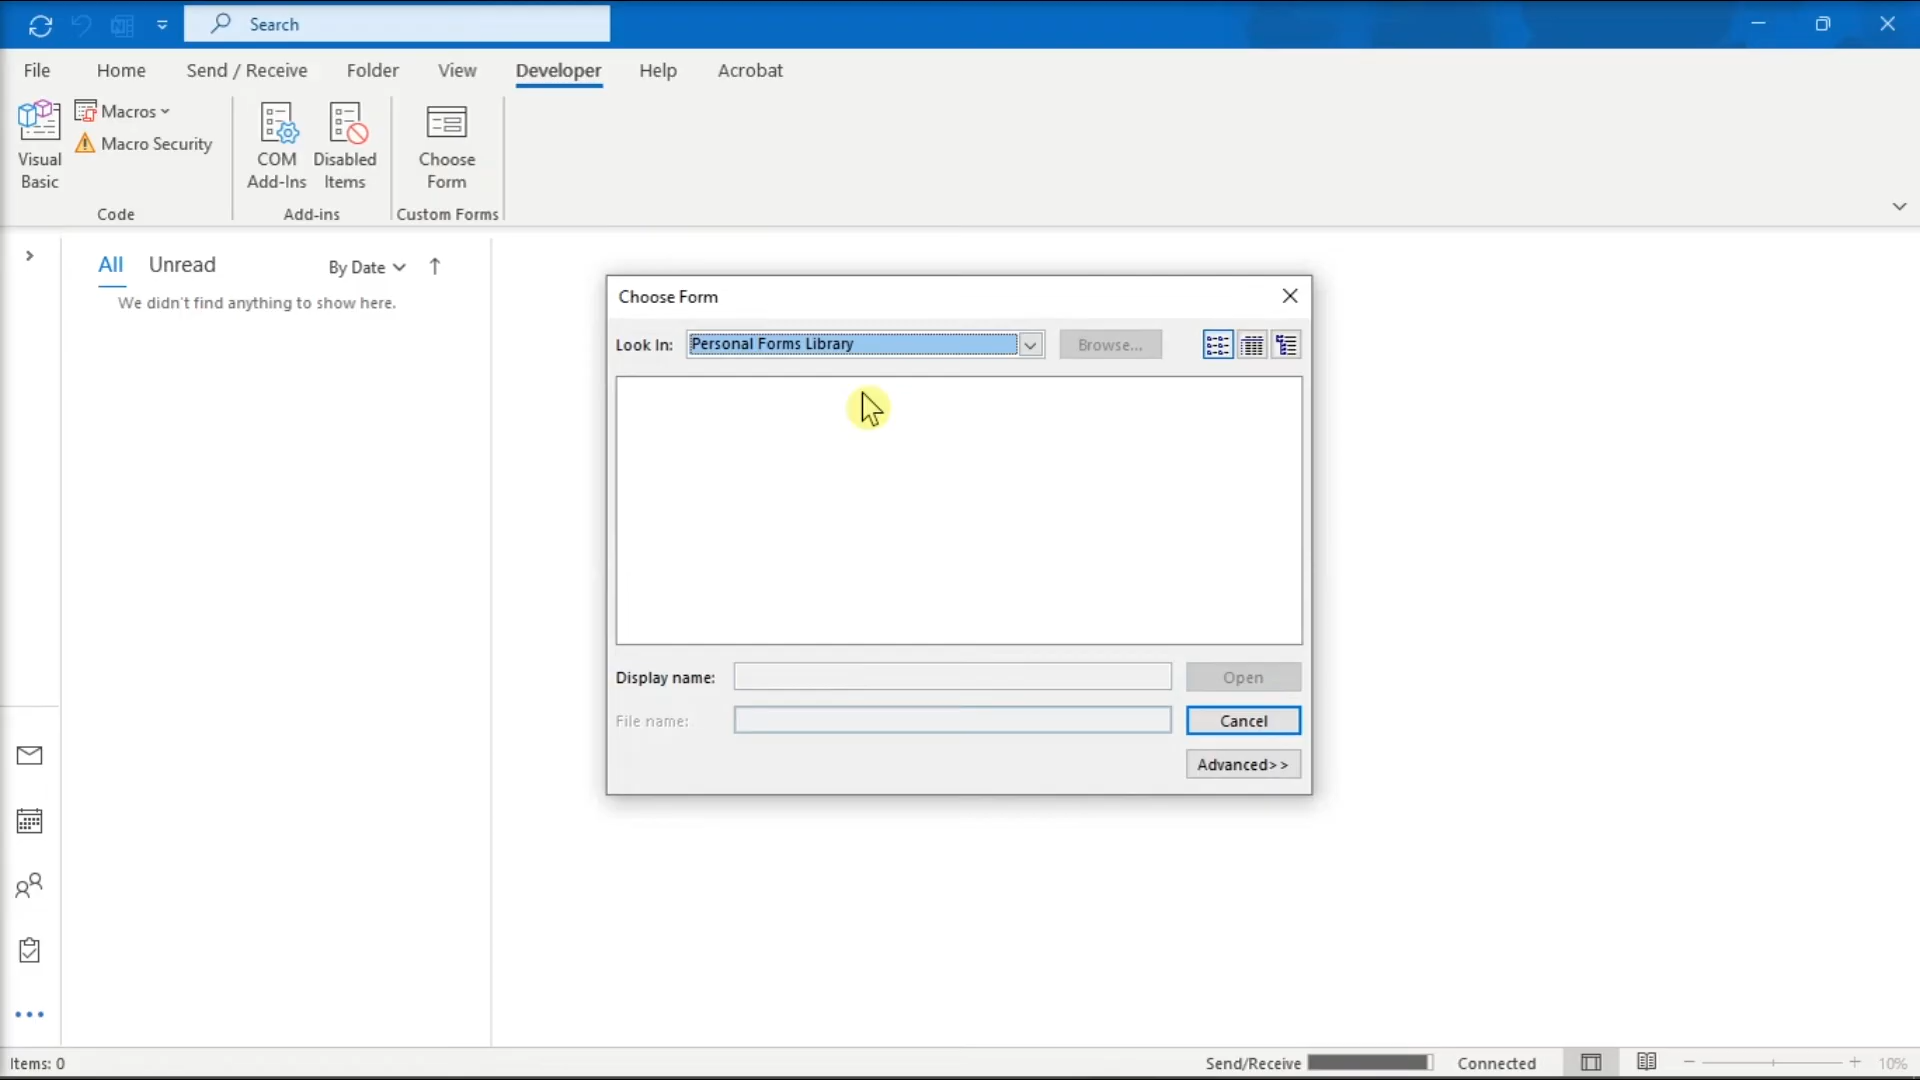 Search
File Home Send / Receive Folder View Developer Help Acrobat
Visual Basic
Macros
Macro Security
COM Add-Ins
Disabled Items
Choose Form
Code
Add-ins
Custom Forms
All Unread By Date
We didn't find anything to show here.
Choose Form
Look In: Personal Forms Library Browse...
Display name: Open
File name: Cancel
Advanced>>
Items: 0 Send/Receive Connected 10%